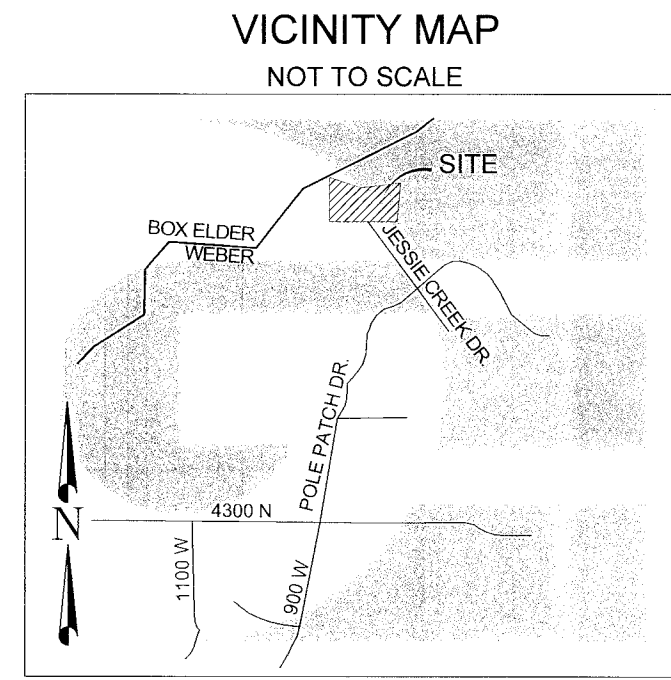 VICINITY MAP
NOT TO SCALE
SITE
BOX ELDER
WEBER
JESSIE CREEK DR.
POLE PATCH DR.
4300 N
N
1100 W
900 W